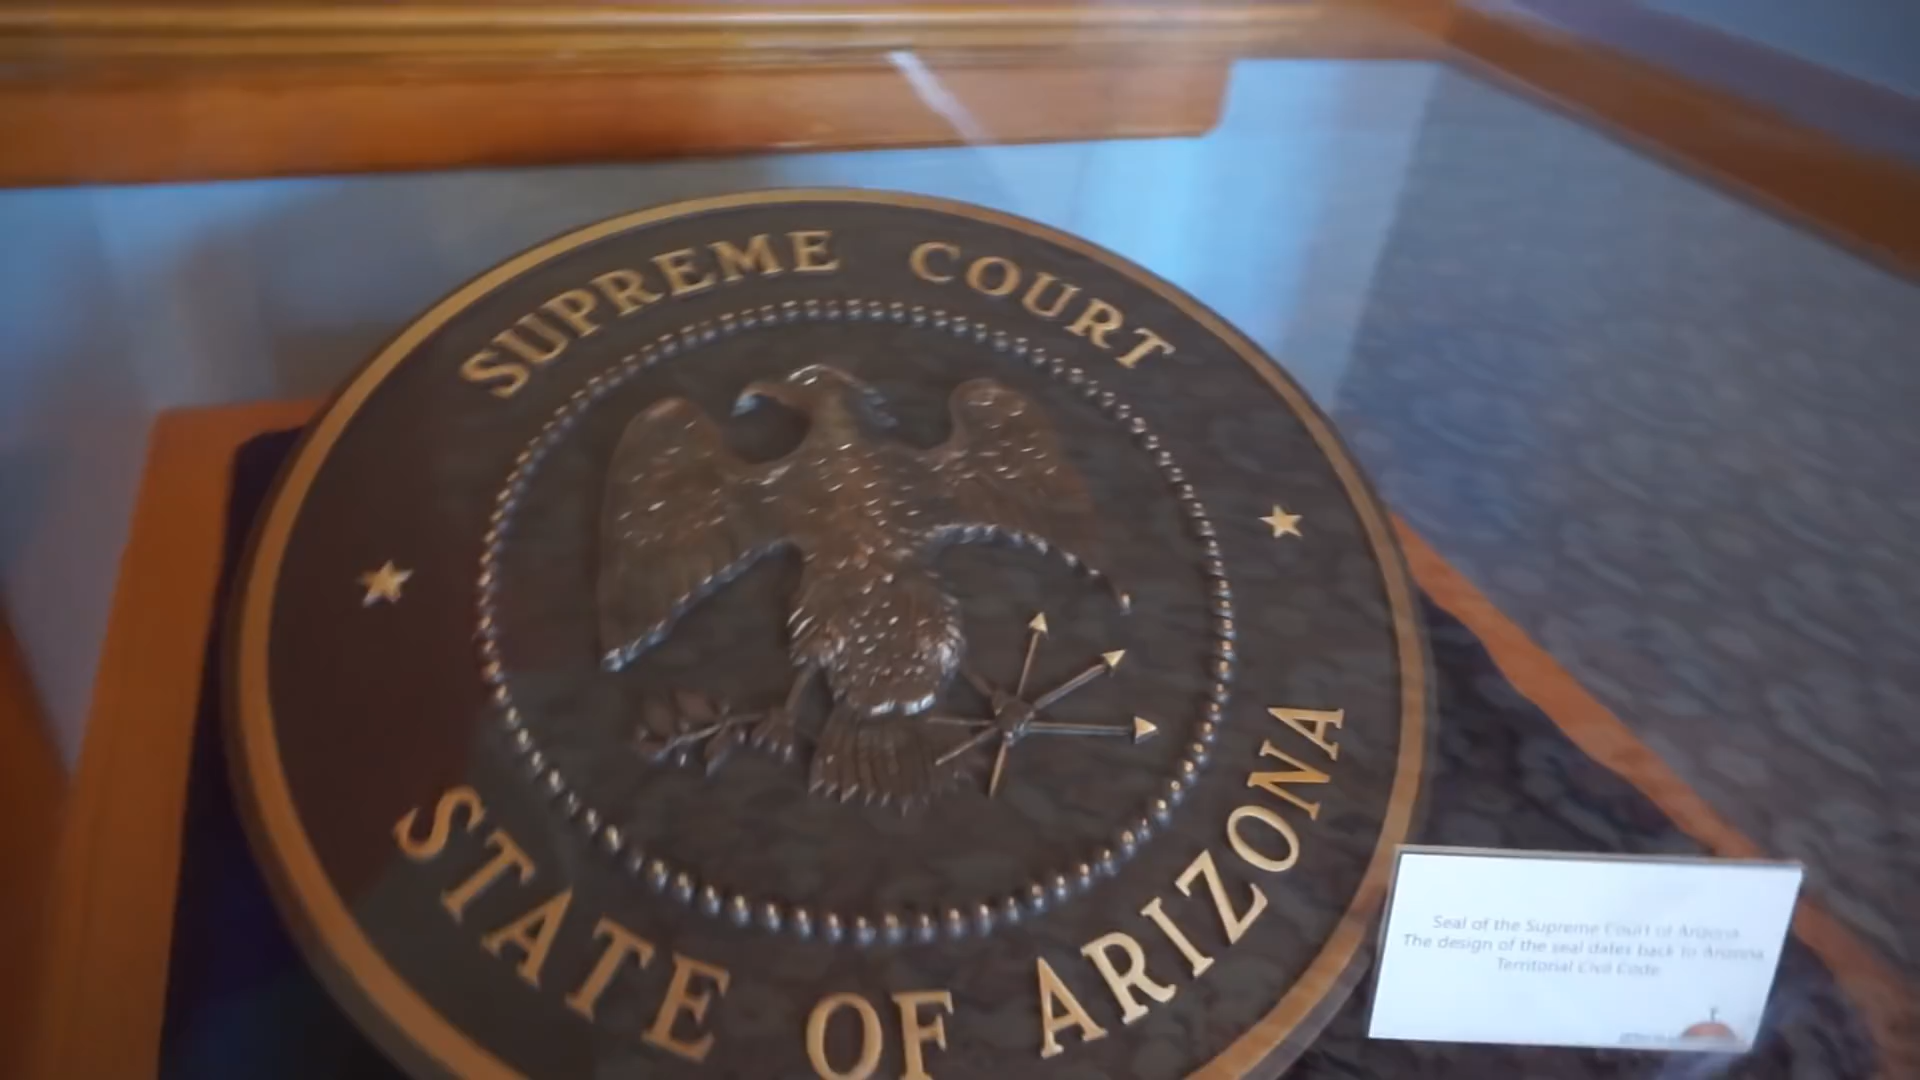 SUPREME COURT
STATE OF ARIZONA
Seal of the Supreme Court of Arizona
The design of the seal dates back to Arizona
Territorial Civil Code